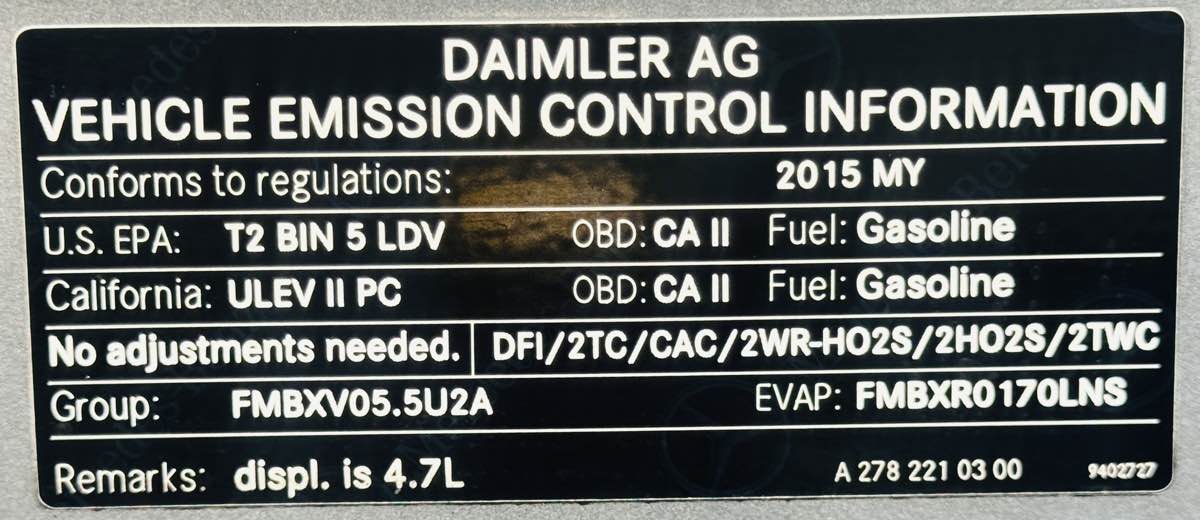 DAIMLER AG
VEHICLE EMISSION CONTROL INFORMATION
Conforms to regulations: 2015 MY
U.S. EPA: T2 BIN 5 LDV OBD: CA II Fuel: Gasoline
California: ULEV II PC OBD: CA II Fuel: Gasoline
No adjustments needed. DFI/2TC/CAC/2WR-HO2S/2HO2S/2TWC
Group: FMBXV05.5U2A EVAP: FMBXR0170LNS
Remarks: displ. is 4.7L A 278 221 03 00 9402727